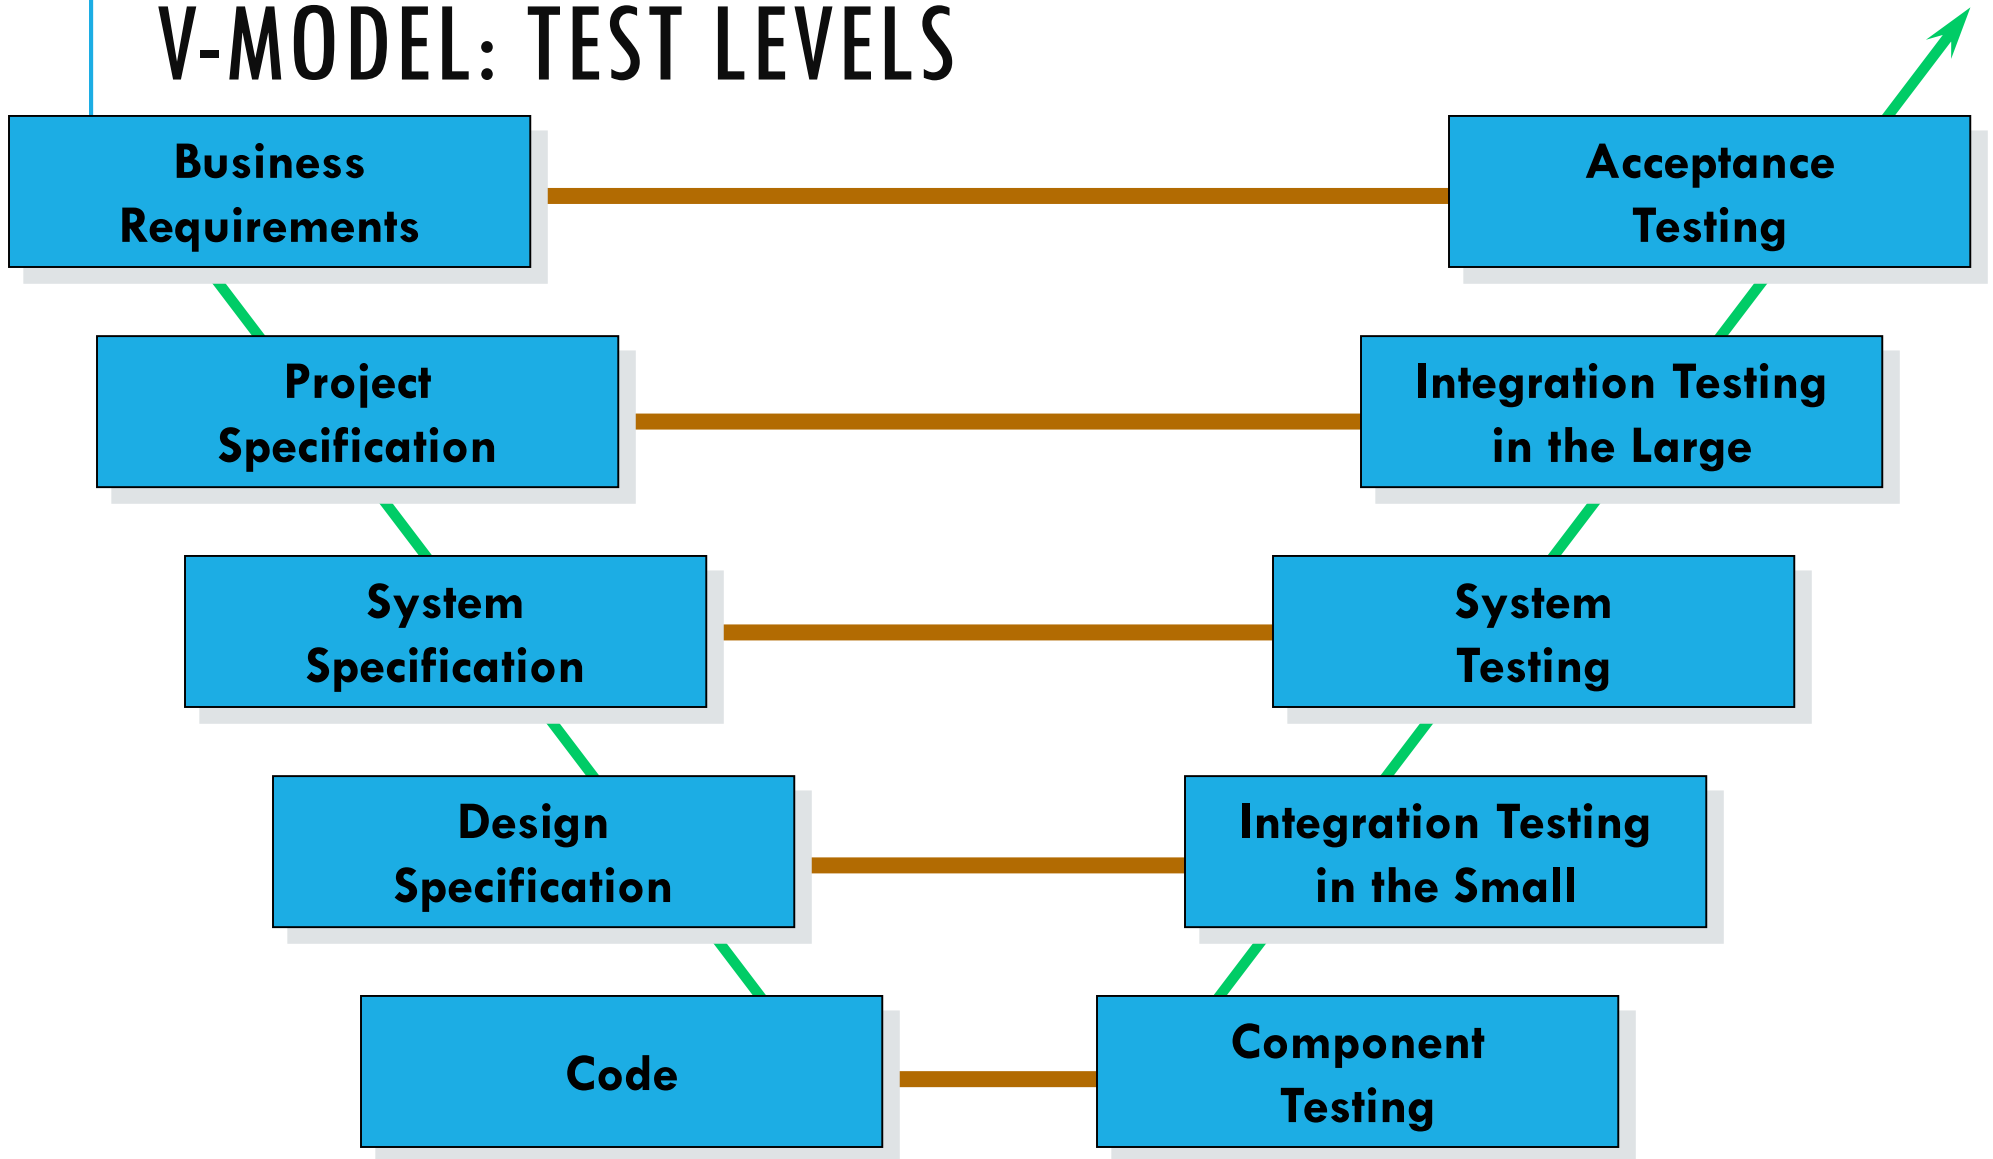 V-MODEL: TEST LEVELS
Business
Requirements
Acceptance
Testing
Project
Specification
Integration Testing
in the Large
System
Specification
System
Testing
Design
Specification
Integration Testing
in the Small
Code
Component
Testing